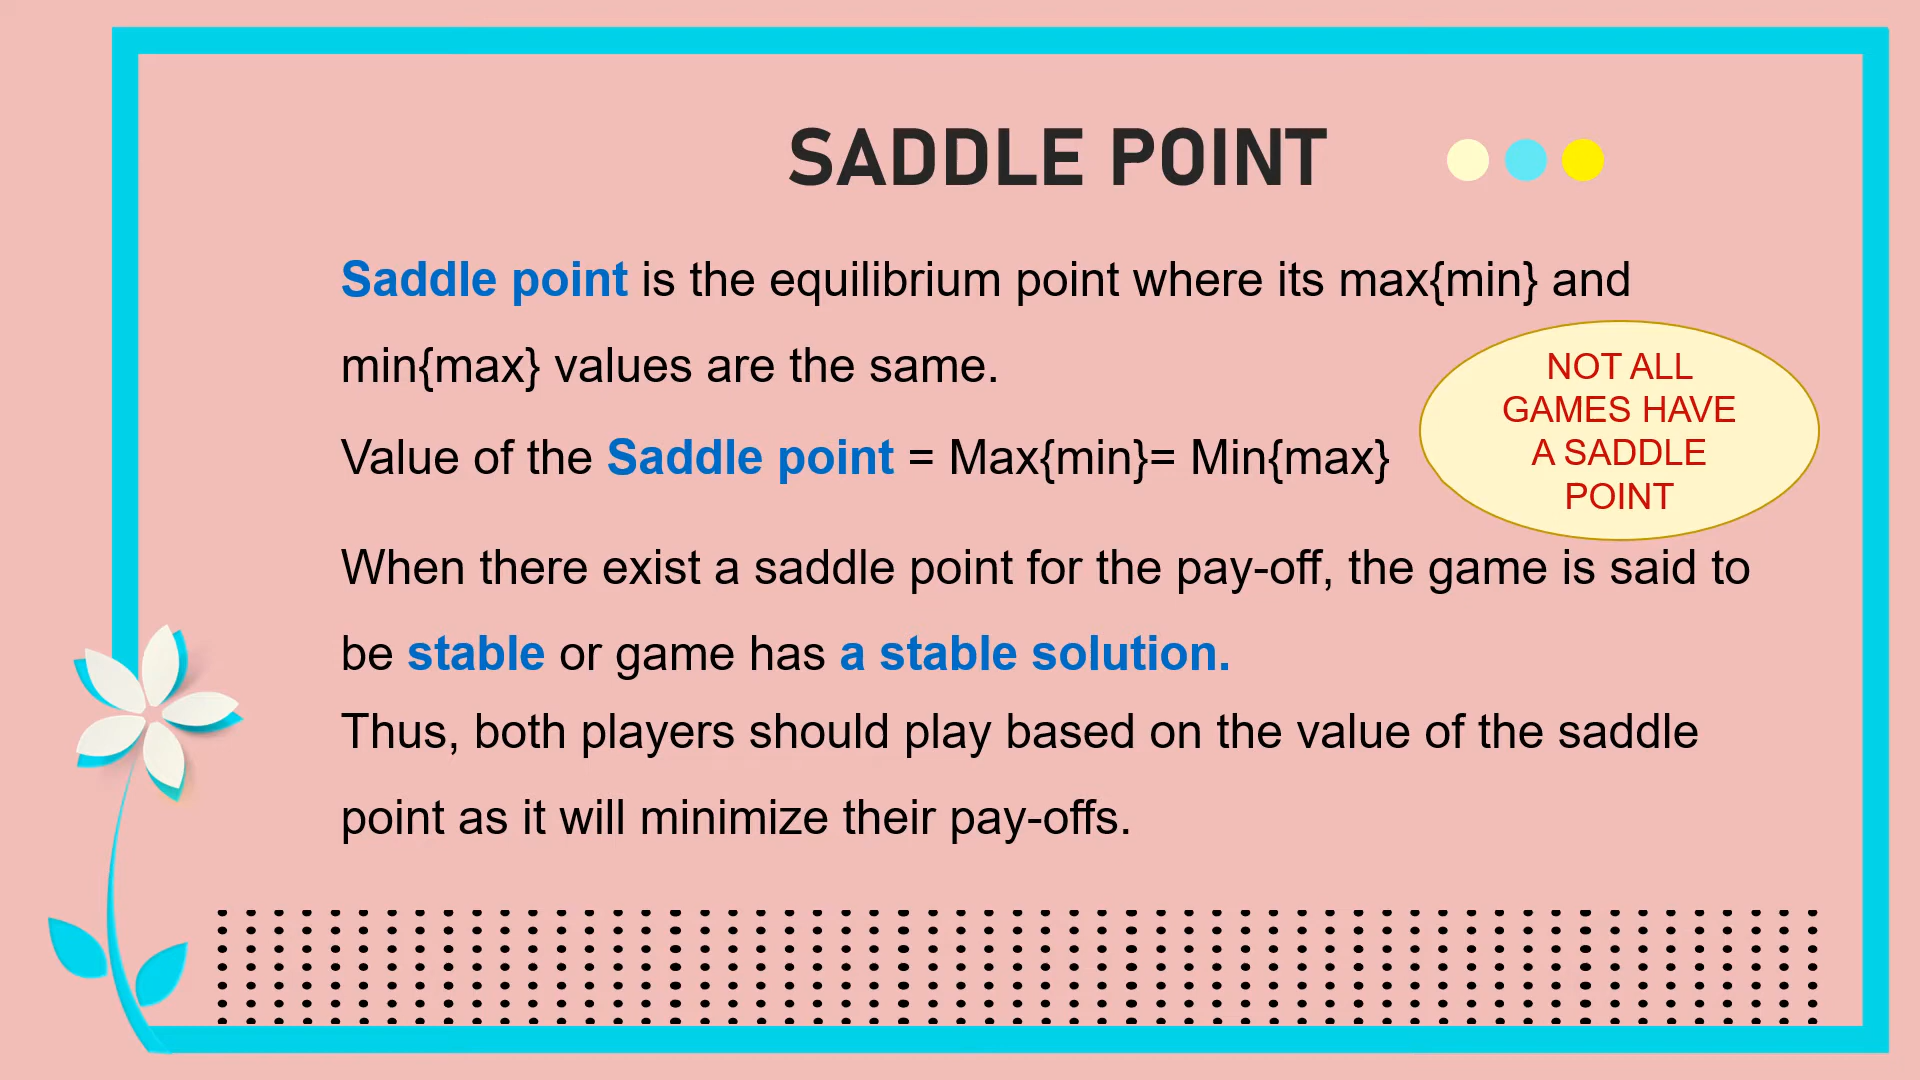 SADDLE POINT
Saddle point is the equilibrium point where its max{min} and
min{max} values are the same.
Value of the Saddle point = Max{min}= Min{max}
NOT ALL
GAMES HAVE
A SADDLE
POINT
When there exist a saddle point for the pay-off, the game is said to
be stable or game has a stable solution.
Thus, both players should play based on the value of the saddle
point as it will minimize their pay-offs.